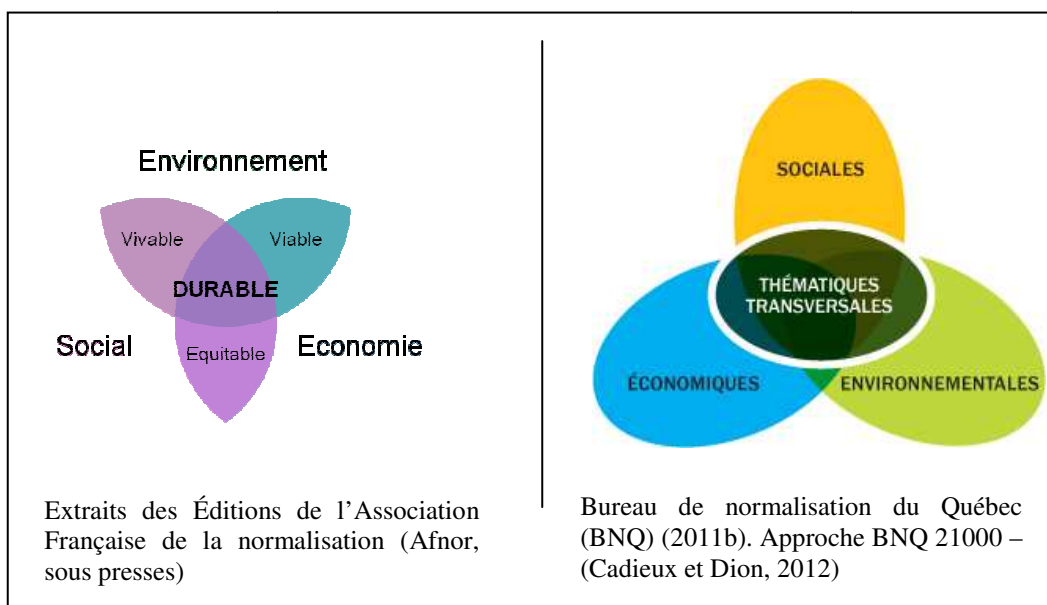 Environnement
Vivable
Viable
DURABLE
Social
Economie
Equitable
Extraits des Éditions de l’Association
Française de la normalisation (Afnor,
sous presses)
SOCIALES
THÉMATIQUES
TRANSVERSALES
ÉCONOMIQUES
ENVIRONNEMENTALES
Bureau de normalisation du Québec
(BNQ) (2011b). Approche BNQ 21000 –
(Cadieux et Dion, 2012)